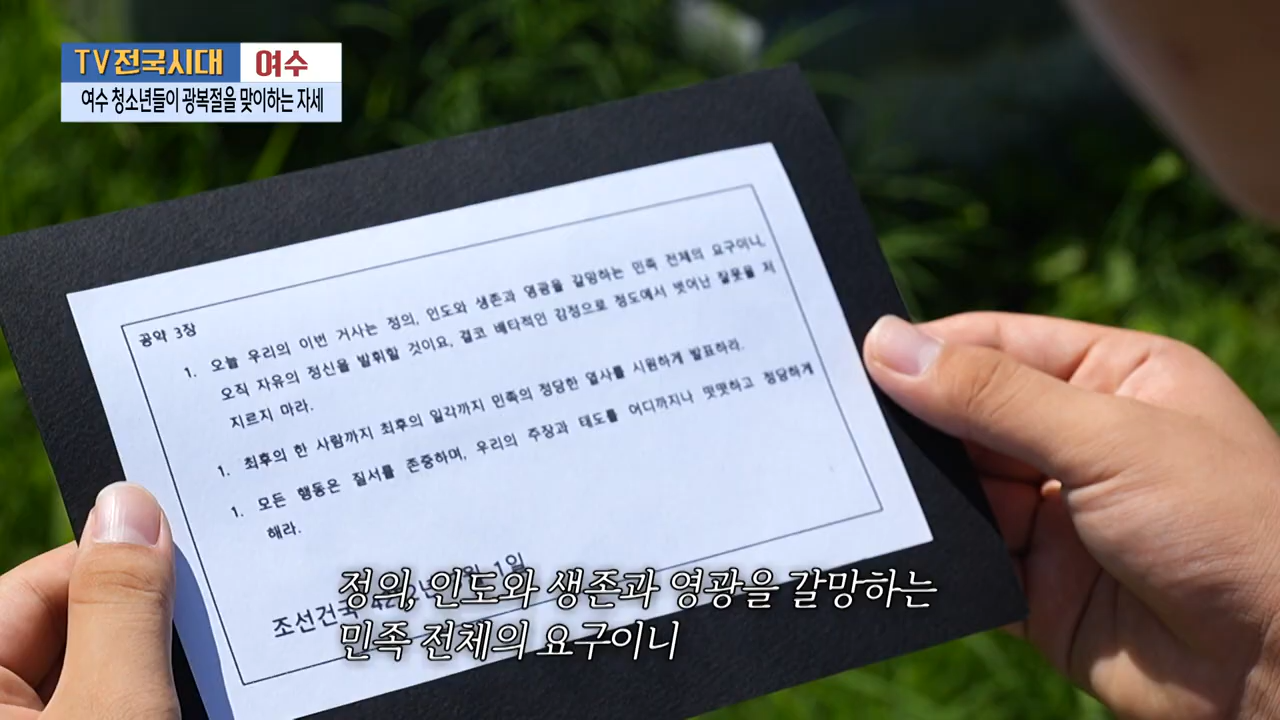 TV전국시대 여수
여수 청소년들이 광복절을 맞이하는 자세
공약 3장
1. 오늘 우리의 이번 거사는 정의, 인도와 생존과 영광을 갈망하는 민족 전체의 요구이니,
오직 자유의 정신을 발휘할 것이요, 결코 배타적인 감정으로 정도에서 벗어난 잘못을 저
지르지 마라.
1. 최후의 한 사람까지 최후의 일각까지 민족의 정당한 열사를 시원하게 발표하라.
1. 모든 행동은 질서를 존중하며, 우리의 주장과 태도를 어디까지나 떳떳하고 정당하게
해라.
조선건국 1일
정의, 인도와 생존과 영광을 갈망하는
민족 전체의 요구이니